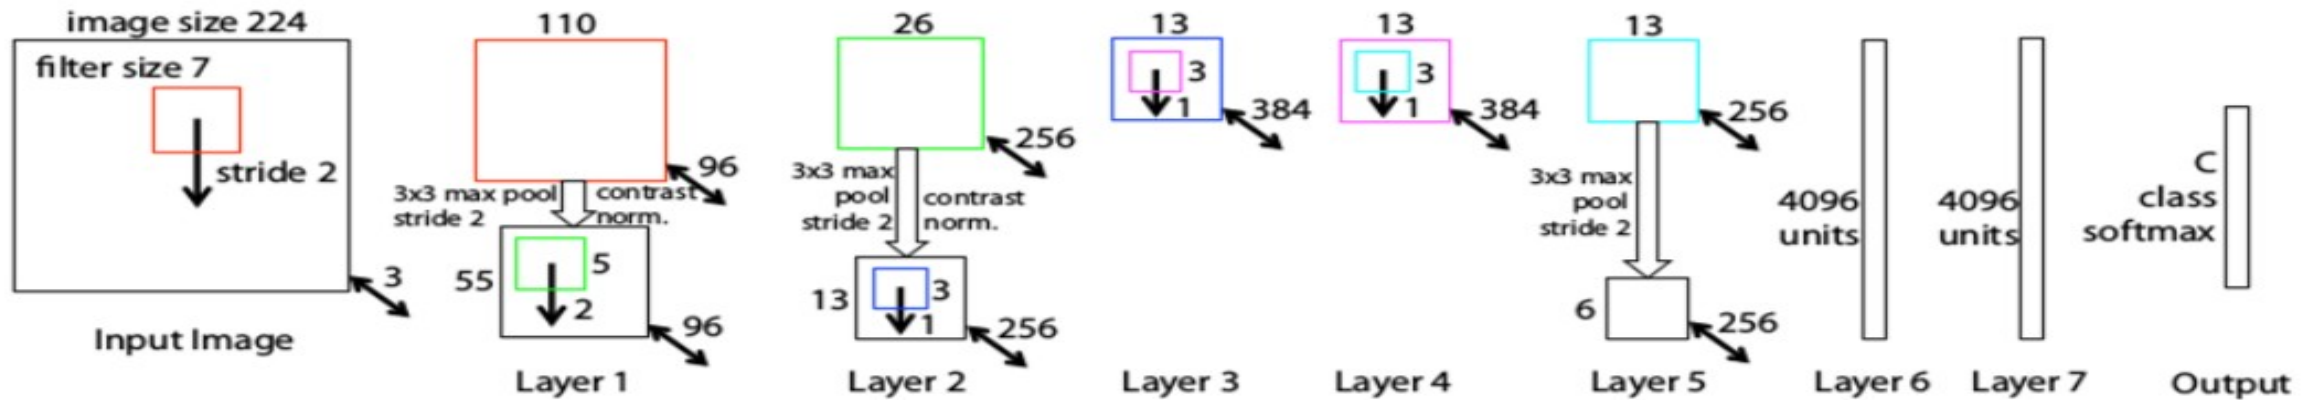 image size 224
filter size 7
stride 2
3
Input Image
110
96
3x3 max pool
stride 2
contrast
norm.
55
5
2
96
Layer 1
26
256
3x3 max
pool
stride 2
contrast
norm.
13
3
1
256
Layer 2
13
3
1
384
Layer 3
13
3
1
384
Layer 4
13
256
3x3 max
pool
stride 2
6
256
Layer 5
4096
units
Layer 6
4096
units
Layer 7
C
class
softmax
Output